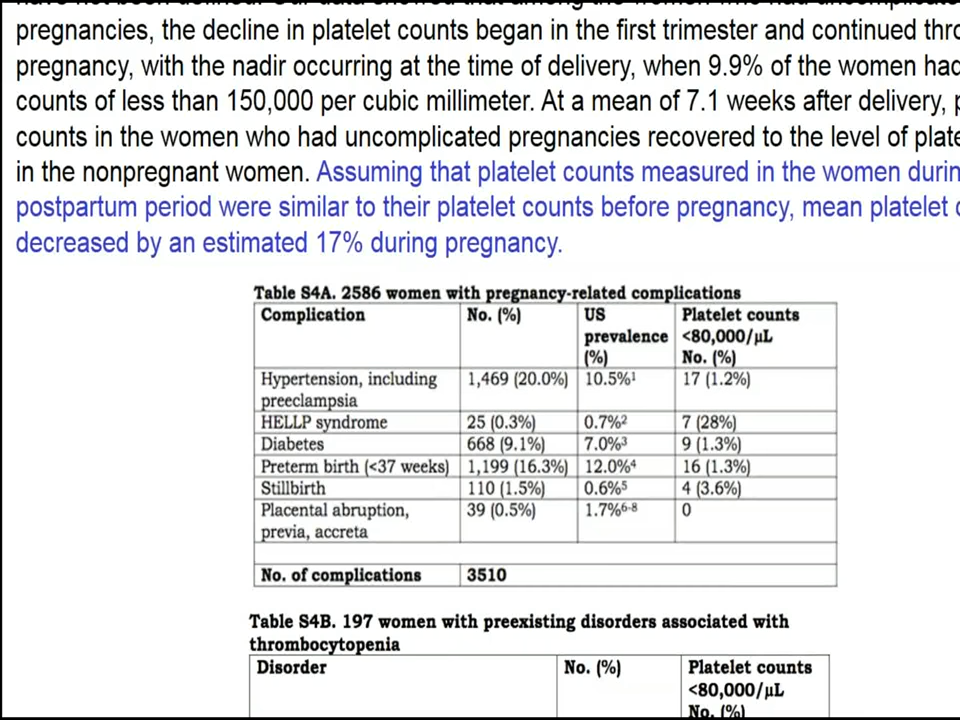 pregnancies, the decline in platelet counts began in the first trimester and continued thro
pregnancy, with the nadir occurring at the time of delivery, when 9.9% of the women had
counts of less than 150,000 per cubic millimeter. At a mean of 7.1 weeks after delivery, p
counts in the women who had uncomplicated pregnancies recovered to the level of plate
in the nonpregnant women. Assuming that platelet counts measured in the women durin
postpartum period were similar to their platelet counts before pregnancy, mean platelet c
decreased by an estimated 17% during pregnancy.
Table S4A. 2586 women with pregnancy-related complications
Complication No. (%) US prevalence (%) Platelet counts <80,000/µL No. (%)
Hypertension, including preeclampsia 1,469 (20.0%) 10.5%¹ 17 (1.2%)
HELLP syndrome 25 (0.3%) 0.7%² 7 (28%)
Diabetes 668 (9.1%) 7.0%³ 9 (1.3%)
Preterm birth (<37 weeks) 1,199 (16.3%) 12.0%⁴ 16 (1.3%)
Stillbirth 110 (1.5%) 0.6%⁵ 4 (3.6%)
Placental abruption, previa, accreta 39 (0.5%) 1.7%⁶⁻⁸ 0
No. of complications 3510
Table S4B. 197 women with preexisting disorders associated with
thrombocytopenia
Disorder No. (%) Platelet counts <80,000/µL No. (%)